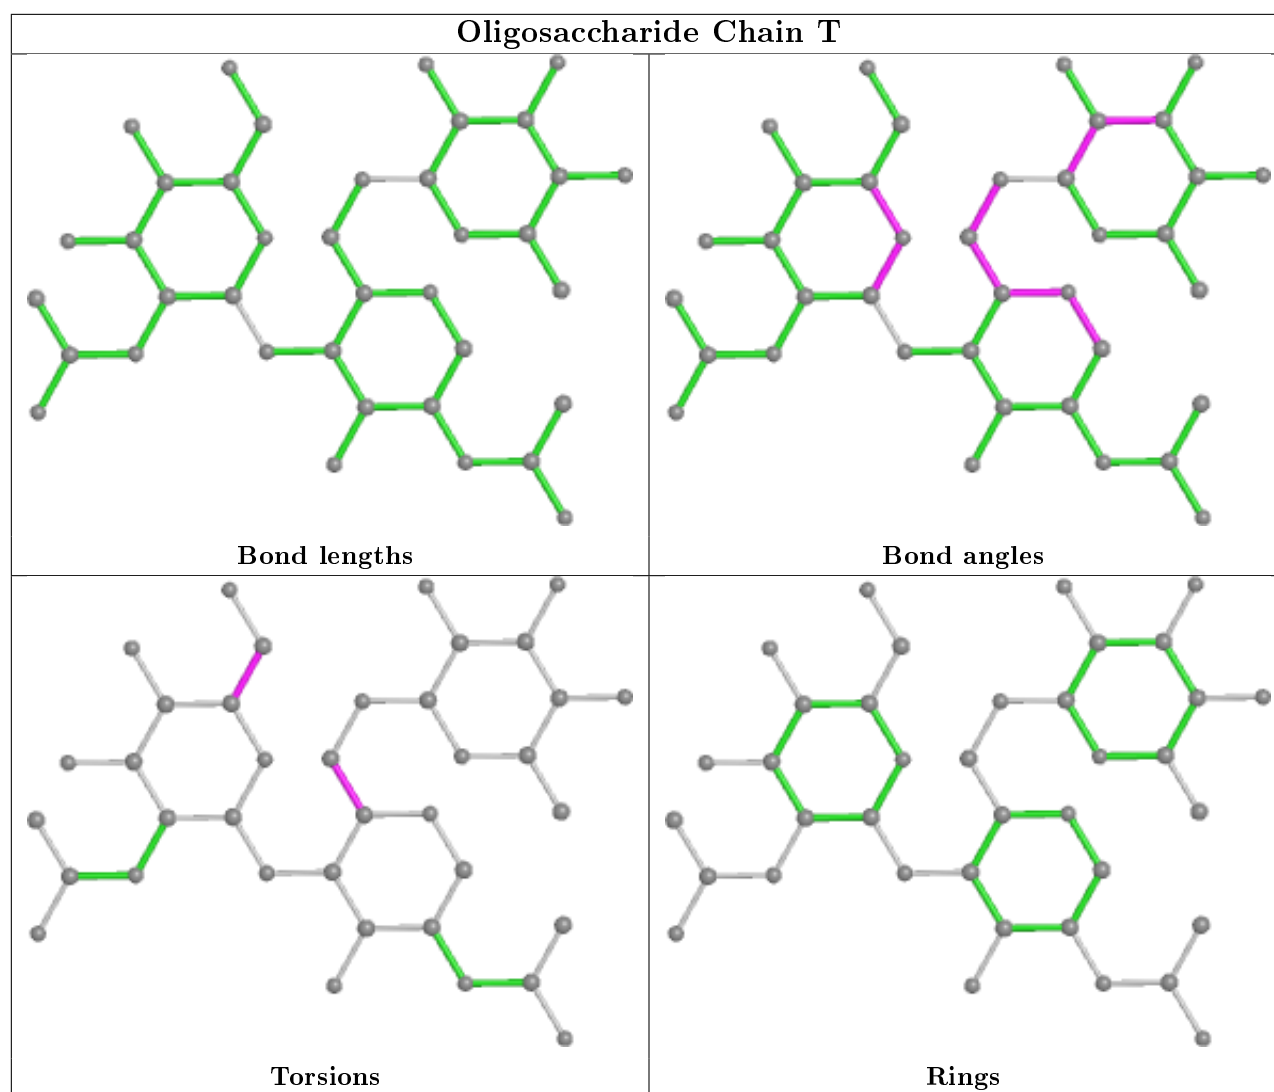 Oligosaccharide Chain T
Bond lengths
Bond angles
Torsions
Rings